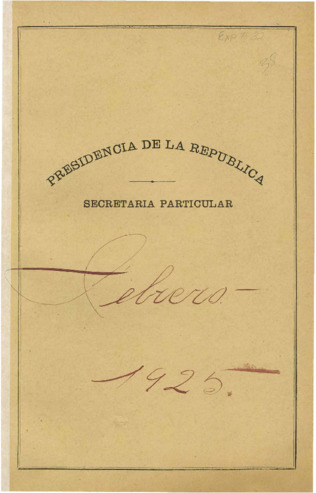 PRESIDENCIA DE LA REPUBLICA
SECRETARIA PARTICULAR
Febrero.-
1925.